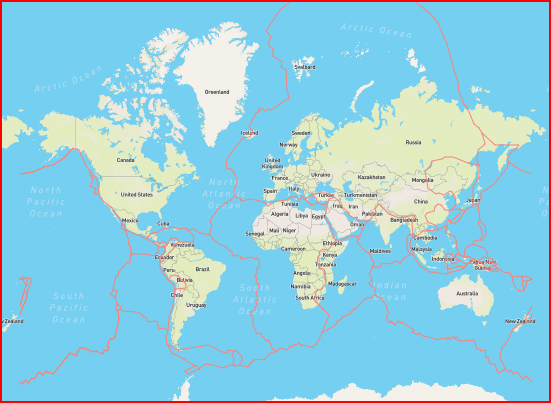 Arctic Ocean
Arctic Ocean
Svalbard
Greenland
Iceland
Sweden
Norway
Russia
Canada
United
Kingdom
Ukraine
France
Kazakhstan
Mongolia
North
Pacific
Ocean
United States
North
Atlantic
Ocean
Spain
Italy
Turkey
Turkmenistan
China
Japan
Tunisia
Iraq
Iran
Algeria
Libya
Egypt
Pakistan
Bangladesh
Mexico
Cuba
Oman
Mali
Niger
Senegal
Venezuela
Cameroon
Ethiopia
Maldives
Cambodia
Malaysia
Ecuador
Kenya
Indonesia
Papua New
Guinea
Peru
Brazil
Tanzania
Bolivia
Angola
South
Pacific
Ocean
Chile
South
Atlantic
Ocean
Namibia
Madagascar
Indian
Ocean
Australia
Uruguay
South Africa
w Zealand
New Zealand